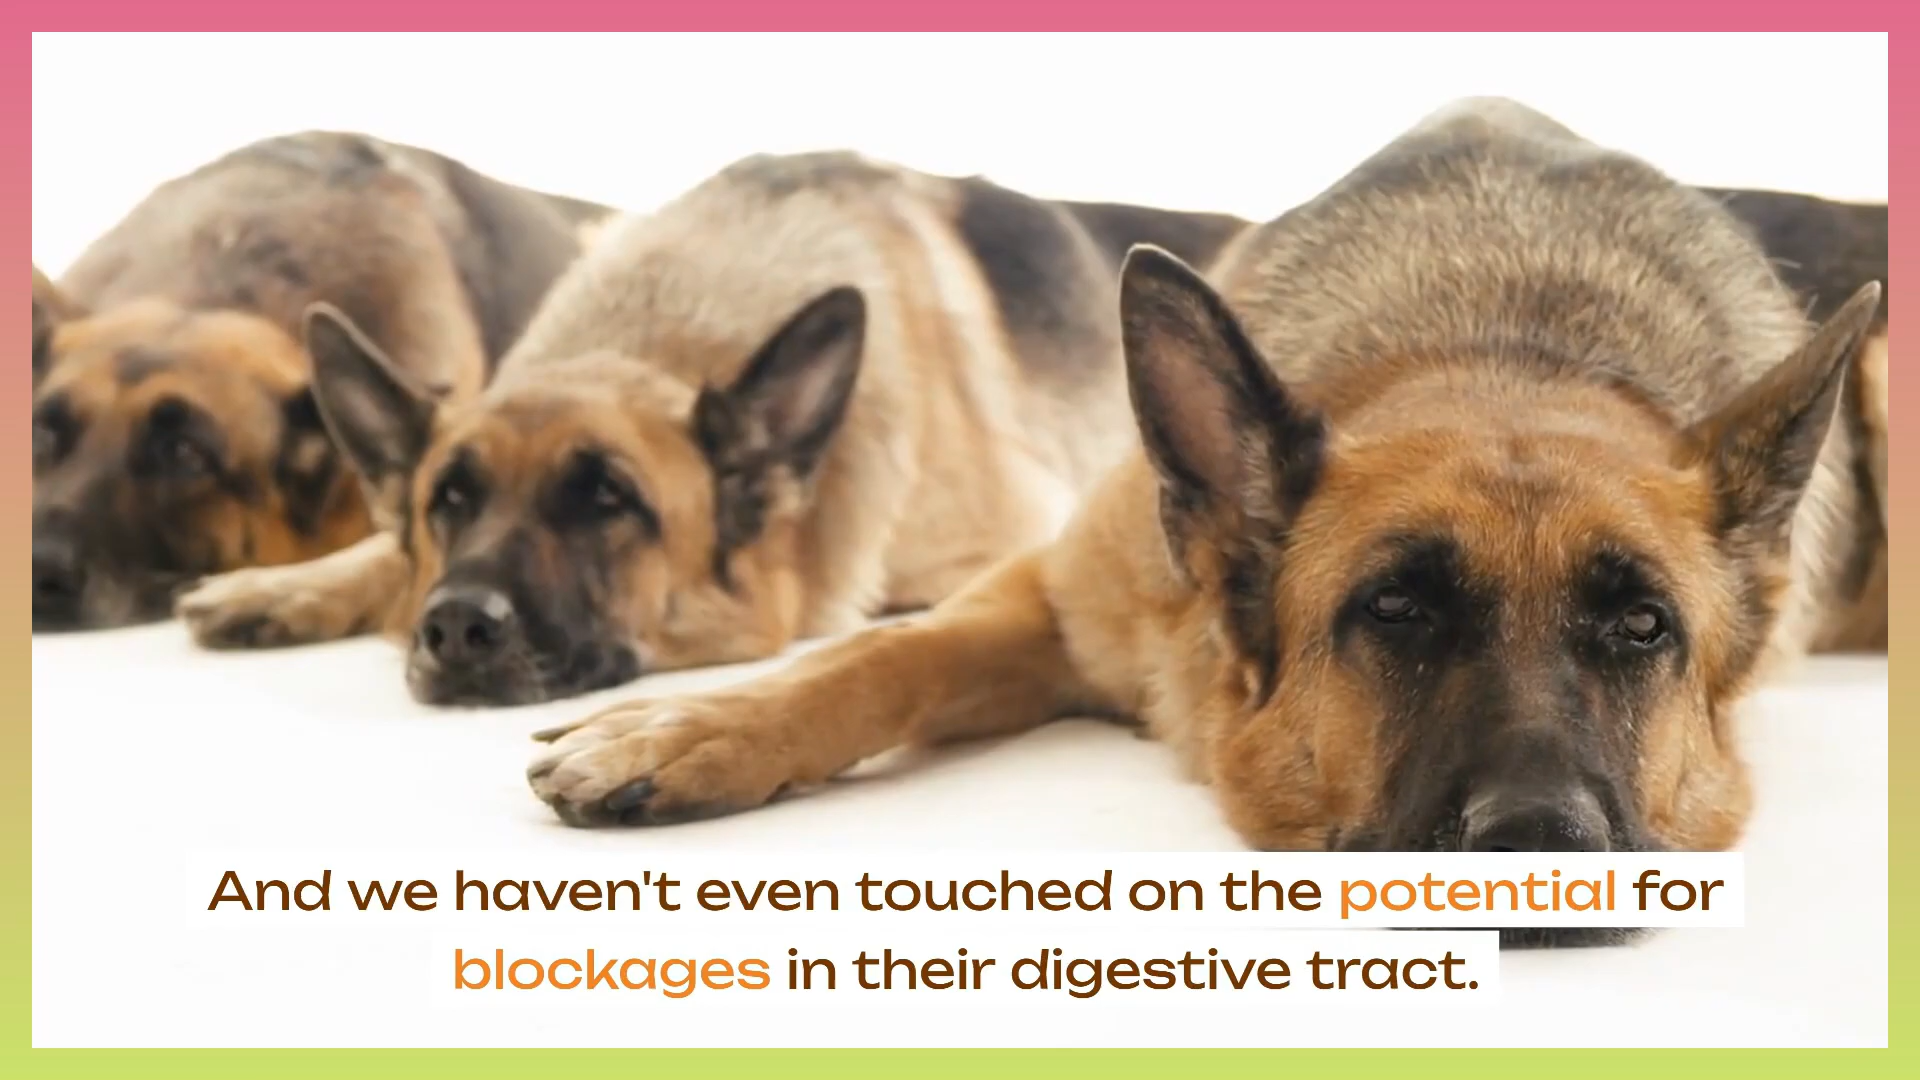 And we haven't even touched on the potential for
blockages in their digestive tract.